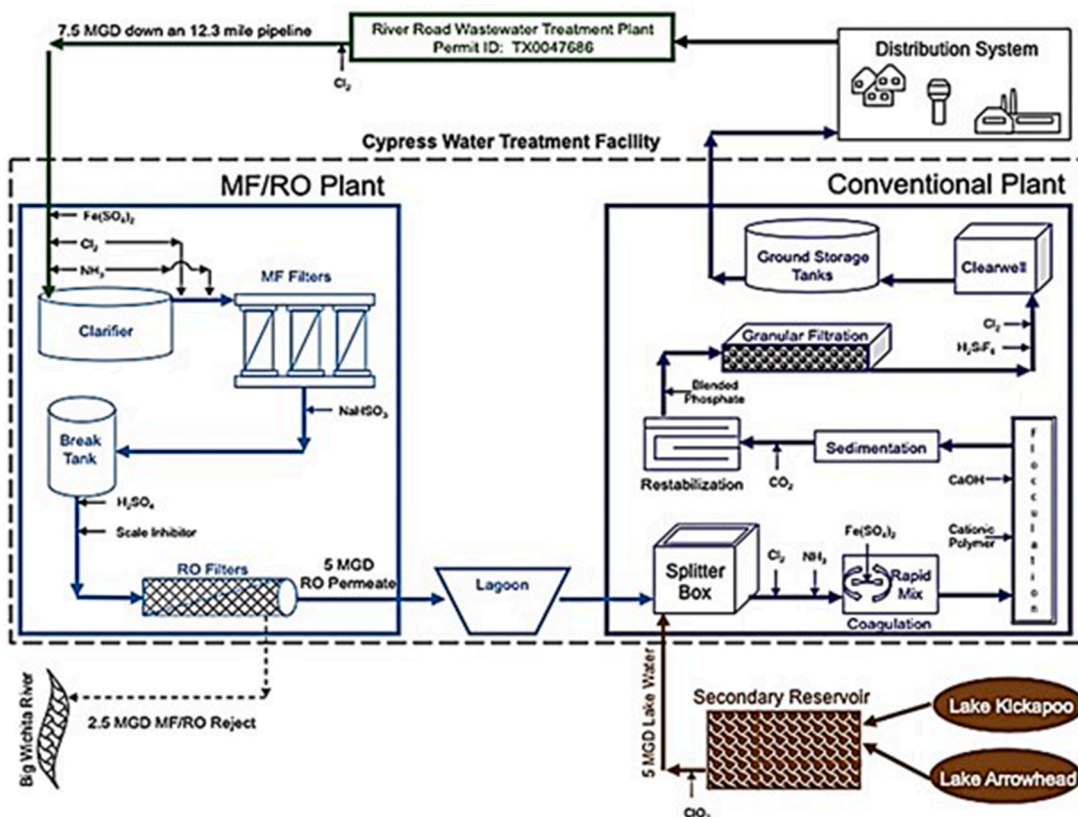 7.5 MGD down an 12.3 mile pipeline
River Road Wastewater Treatment Plant
Permit ID: TX0047686
Cl₂
Distribution System
Cypress Water Treatment Facility
MF/RO Plant
Fe(SO₄)₂
Cl₂
NH₃
Clarifier
MF Filters
NaHSO₃
Break
Tank
H₂SO₄
Scale Inhibitor
RO Filters
5 MGD
RO Permeate
Lagoon
Conventional Plant
Ground Storage
Tanks
Clearwell
Cl₂
H₂SiF₆
Granular Filtration
Blended
Phosphate
Restabilization
CO₂
Sedimentation
Flocculation
CaOH
Cationic
Polymer
Splitter
Box
Cl₂
NH₃
Fe(SO₄)₂
Rapid
Mix
Coagulation
Big Wichita River
2.5 MGD MF/RO Reject
5 MGD Lake Water
Secondary Reservoir
ClO₂
Lake Kickapoo
Lake Arrowhead